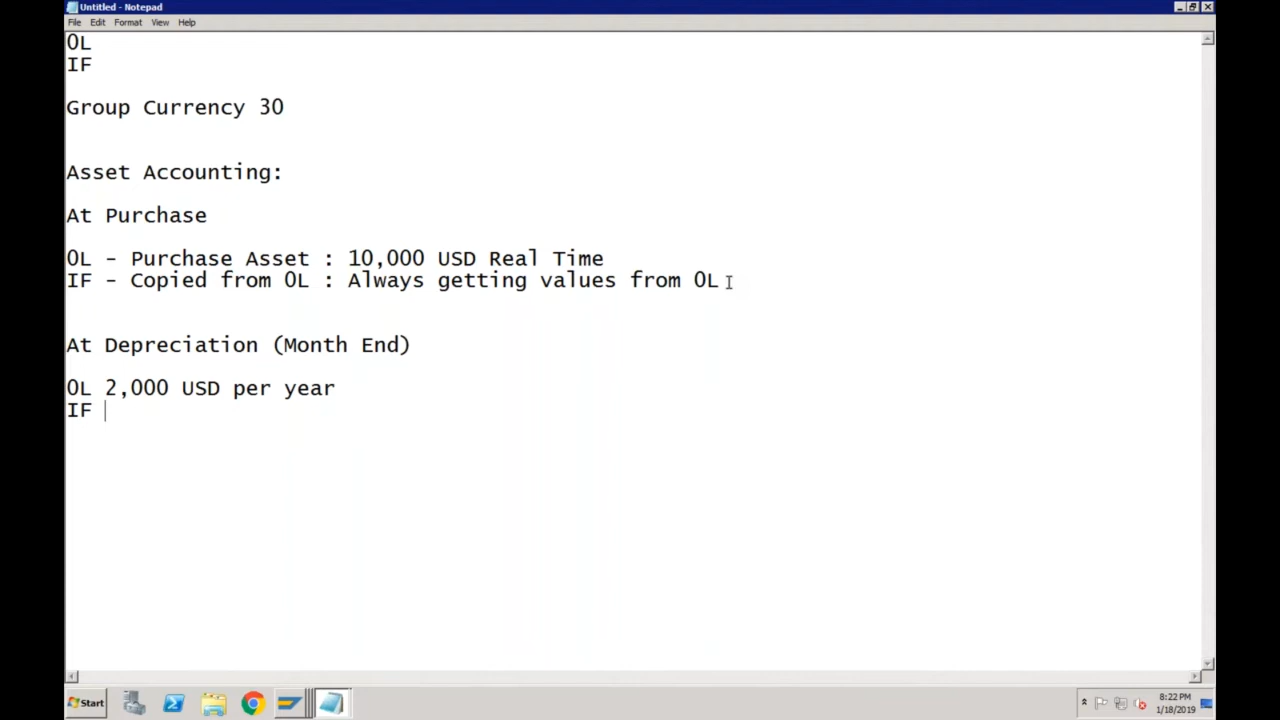 Untitled - Notepad
File Edit Format View Help
0L
IF
Group Currency 30
Asset Accounting:
At Purchase
0L - Purchase Asset : 10,000 USD Real Time
IF - Copied from 0L : Always getting values from 0L
At Depreciation (Month End)
0L 2,000 USD per year
IF
Start
8:22 PM
1/18/2019